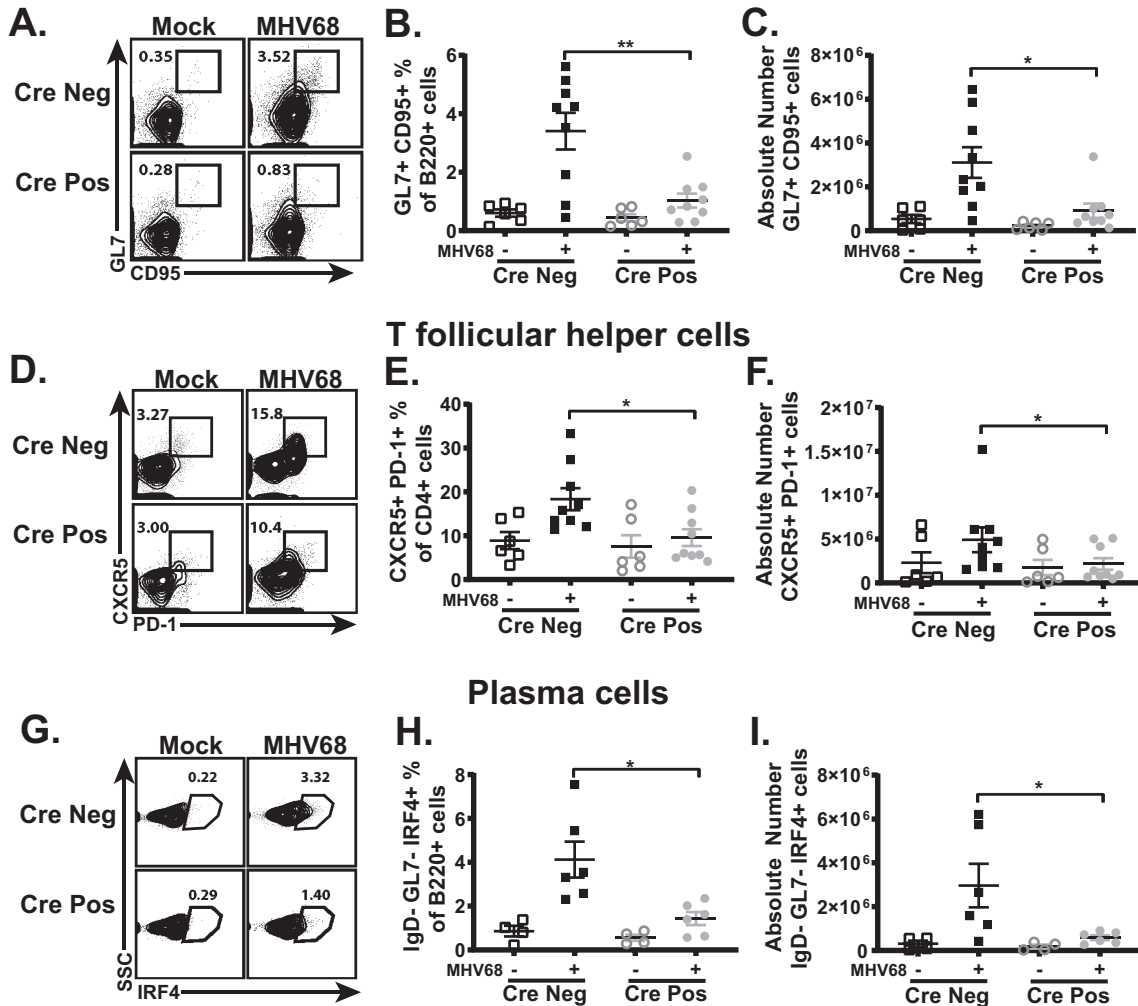 A.
Mock MHV68
Cre Neg
Cre Pos
0.35
3.52
0.28
0.83
GL7
CD95
B.
GL7+ CD95+ %
of B220+ cells
6
4
2
0
**
MHV68 - + - +
Cre Neg Cre Pos
C.
Absolute Number
GL7+ CD95+ cells
8×10⁶
6×10⁶
4×10⁶
2×10⁶
0
*
MHV68 - + - +
Cre Neg Cre Pos
T follicular helper cells
D.
Mock MHV68
Cre Neg
Cre Pos
3.27
15.8
3.00
10.4
CXCR5
PD-1
E.
CXCR5+ PD-1+ %
of CD4+ cells
40
30
20
10
0
*
MHV68 - + - +
Cre Neg Cre Pos
F.
Absolute Number
CXCR5+ PD-1+ cells
2×10⁷
1.5×10⁷
1×10⁷
5×10⁶
0
*
MHV68 - + - +
Cre Neg Cre Pos
Plasma cells
G.
Mock MHV68
Cre Neg
Cre Pos
0.22
3.32
0.29
1.40
SSC
IRF4
H.
IgD- GL7- IRF4+ %
of B220+ cells
8
6
4
2
0
*
MHV68 - + - +
Cre Neg Cre Pos
I.
Absolute Number
IgD- GL7- IRF4+ cells
8×10⁶
6×10⁶
4×10⁶
2×10⁶
0
*
MHV68 - + - +
Cre Neg Cre Pos